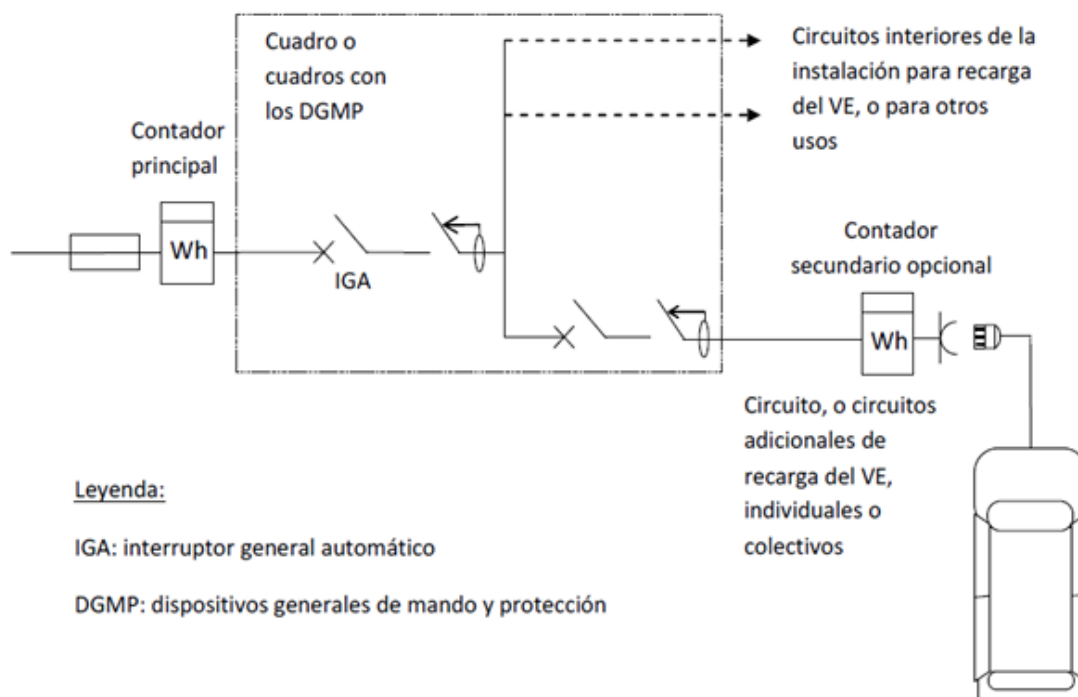 Cuadro o
cuadros con
los DGMP
Circuitos interiores de la
instalación para recarga
del VE, o para otros
usos
Contador
principal
Wh
IGA
Contador
secundario opcional
Wh
Circuito, o circuitos
adicionales de
recarga del VE,
individuales o
colectivos
Leyenda:
IGA: interruptor general automático
DGMP: dispositivos generales de mando y protección